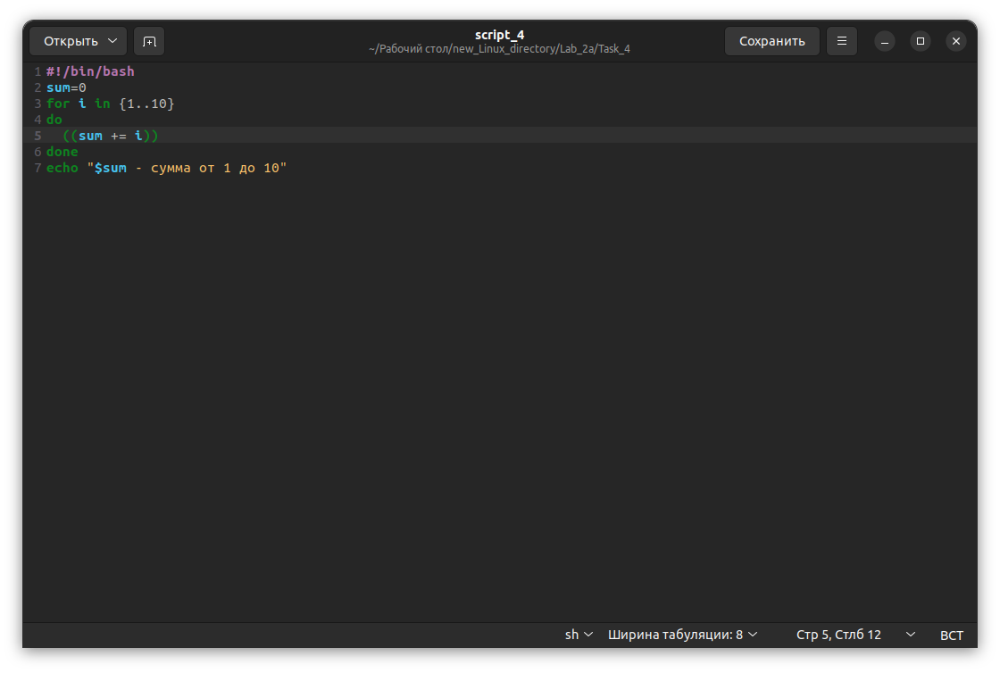 Открыть
script_4
~/Рабочий стол/new_Linux_directory/Lab_2a/Task_4
Сохранить
1 #!/bin/bash
2 sum=0
3 for i in {1..10}
4 do
5   ((sum += i))
6 done
7 echo "$sum - сумма от 1 до 10"
sh Ширина табуляции: 8 Стр 5, Стлб 12 ВСТ